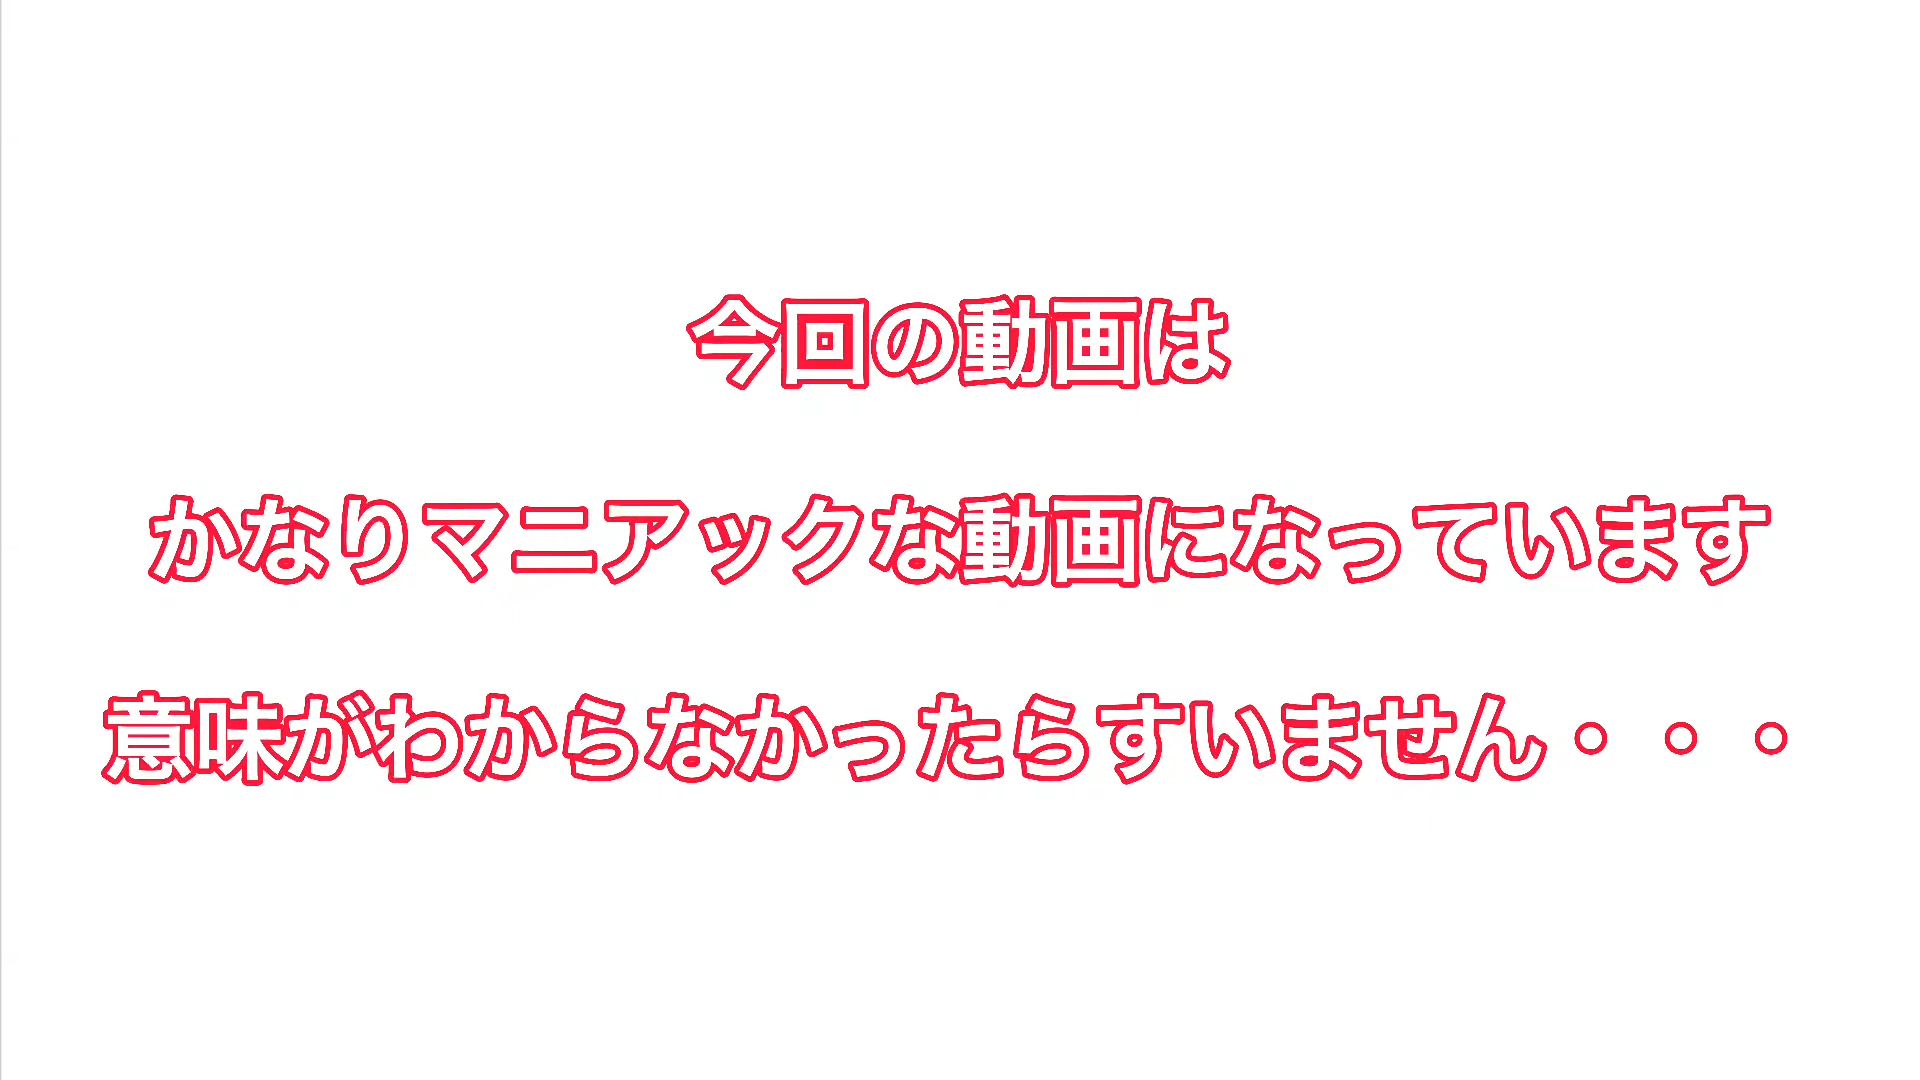 今回の動画は
かなりマニアックな動画になっています
意味がわからなかったらすいません・・・